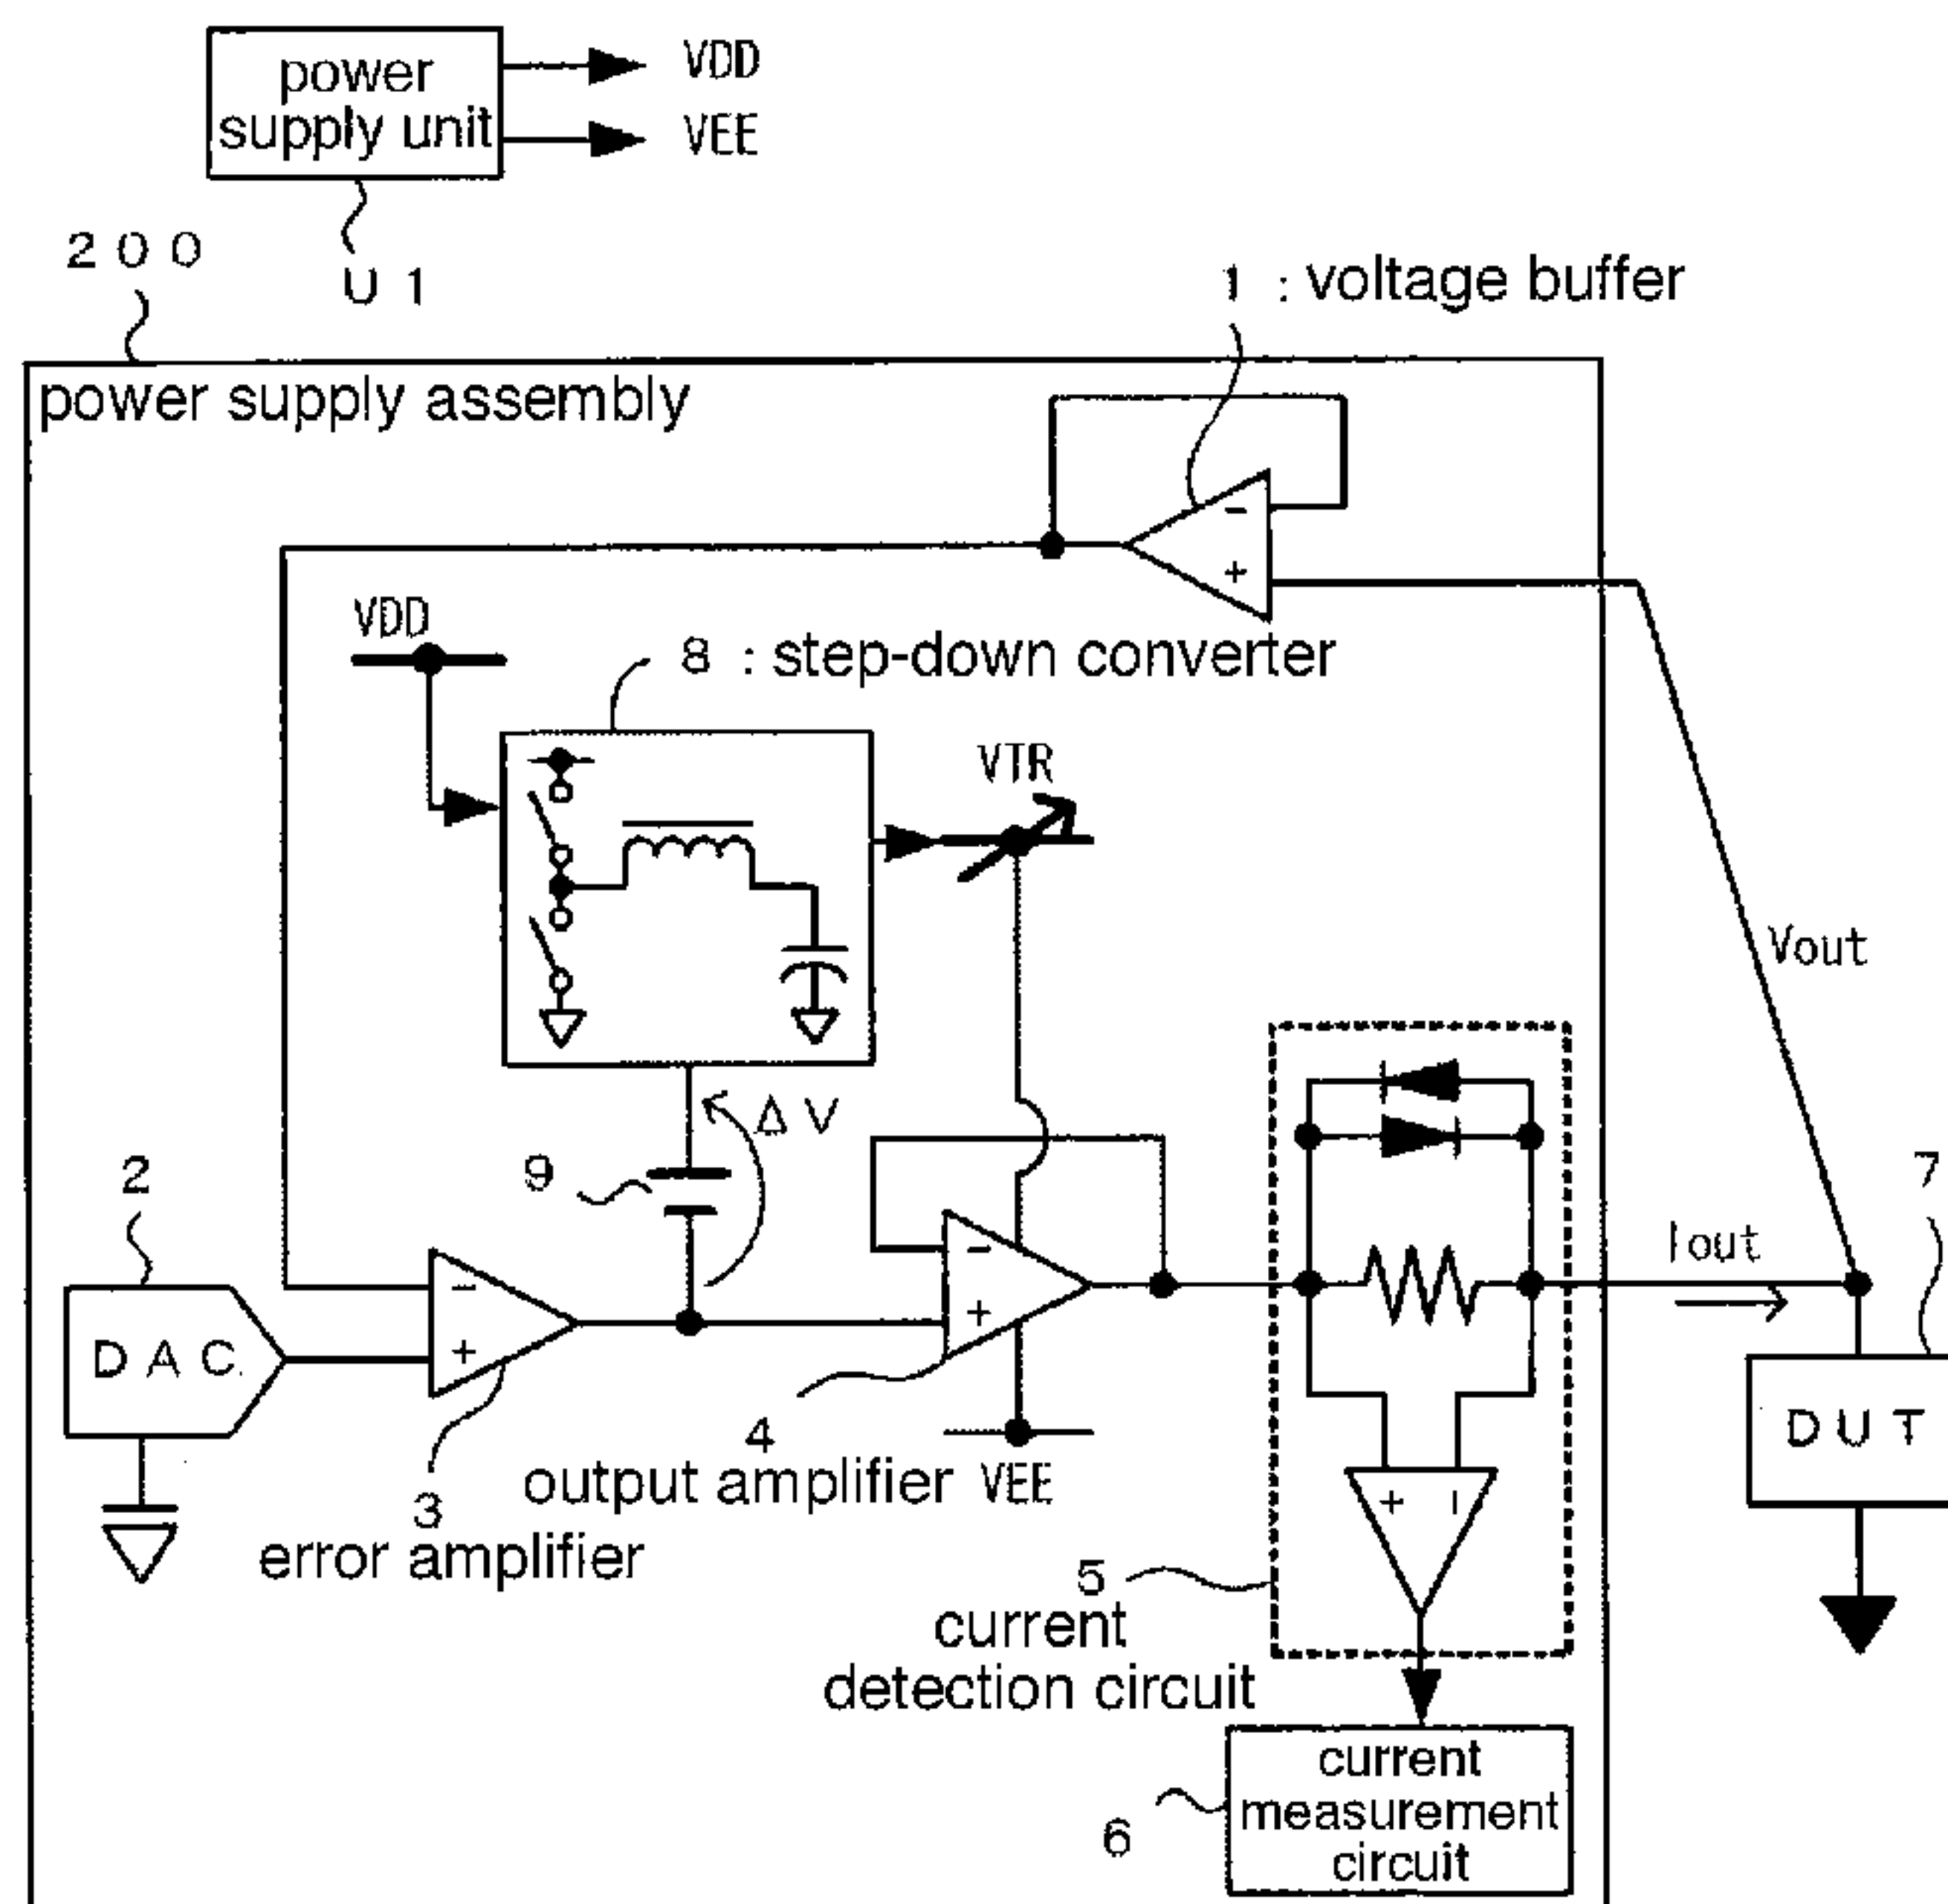 power
supply unit
VDD
VEE
200
U1
1 : voltage buffer
power supply assembly
-
+
VDD
8 : step-down converter
VTR
Vout
ΔV
9
2
7
Iout
-
+
-
+
DAC
DUT
4
output amplifier
VEE
3
error amplifier
+ -
5
current
detection circuit
current
measurement
circuit
6